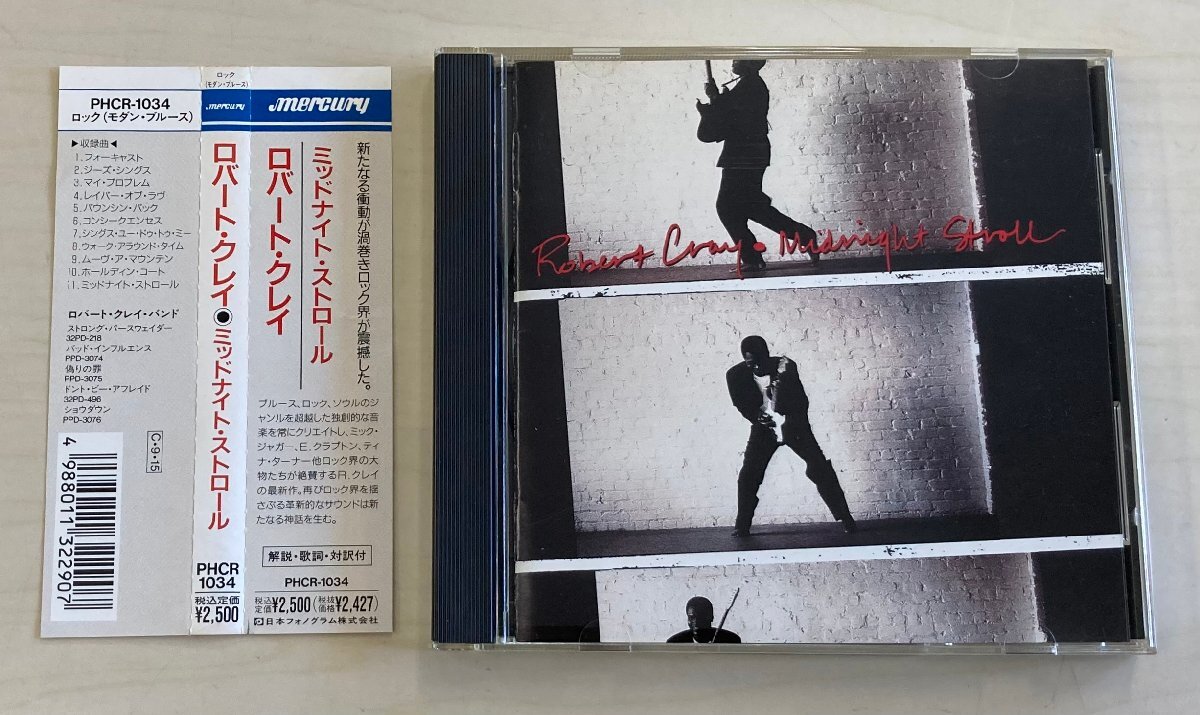 PHCR-1034
ロック(モダン・ブルース)
▶収録曲◀
1.フォーキャスト
2.ジーズ・シングス
3.マイ・プロブレム
4.レイバー・オブ・ラヴ
5.バウンシン・バック
6.コンシークエンセス
7.シングス・ユー・ドゥ・トゥ・ミー
8.ウォーク・アラウンド・タイム
9.ムーヴ・ア・マウンテン
10.ホールディン・コート
11.ミッドナイト・ストロール
ロバート・クレイ・バンド
ストロング・パースウェイダー
32PD-218
バッド・インフルエンス
PPD-3074
偽りの罪
PPD-3075
ドント・ビー・アフレイド
32PD-496
ショウダウン
PPD-3076
C・9・15
4 988011 322907
ロック
(モダン・ブルース)
mercury
ロバート・クレイ◉ミッドナイト・ストロール
PHCR
1034
税込定価
¥2,500
mercury
新たなる衝動が渦巻きロック界が震撼した。
ミッドナイト・ストロール
ロバート・クレイ
ブルース、ロック、ソウルのジ
ャンルを超越した独創的な音
楽を常にクリエイトし、ミック・
ジャガー、E.クラプトン、ティ
ナ・ターナー他ロック界の大
物たちが絶賛するR.クレイ
の最新作。再びロック界を揺
さぶる革新的なサウンドは新
たなる神話を生む。
解説・歌詞・対訳付
PHCR-1034
税込定価¥2,500(税抜価格¥2,427)
日本フォノグラム株式会社
Robert Cray • Midnight Stroll